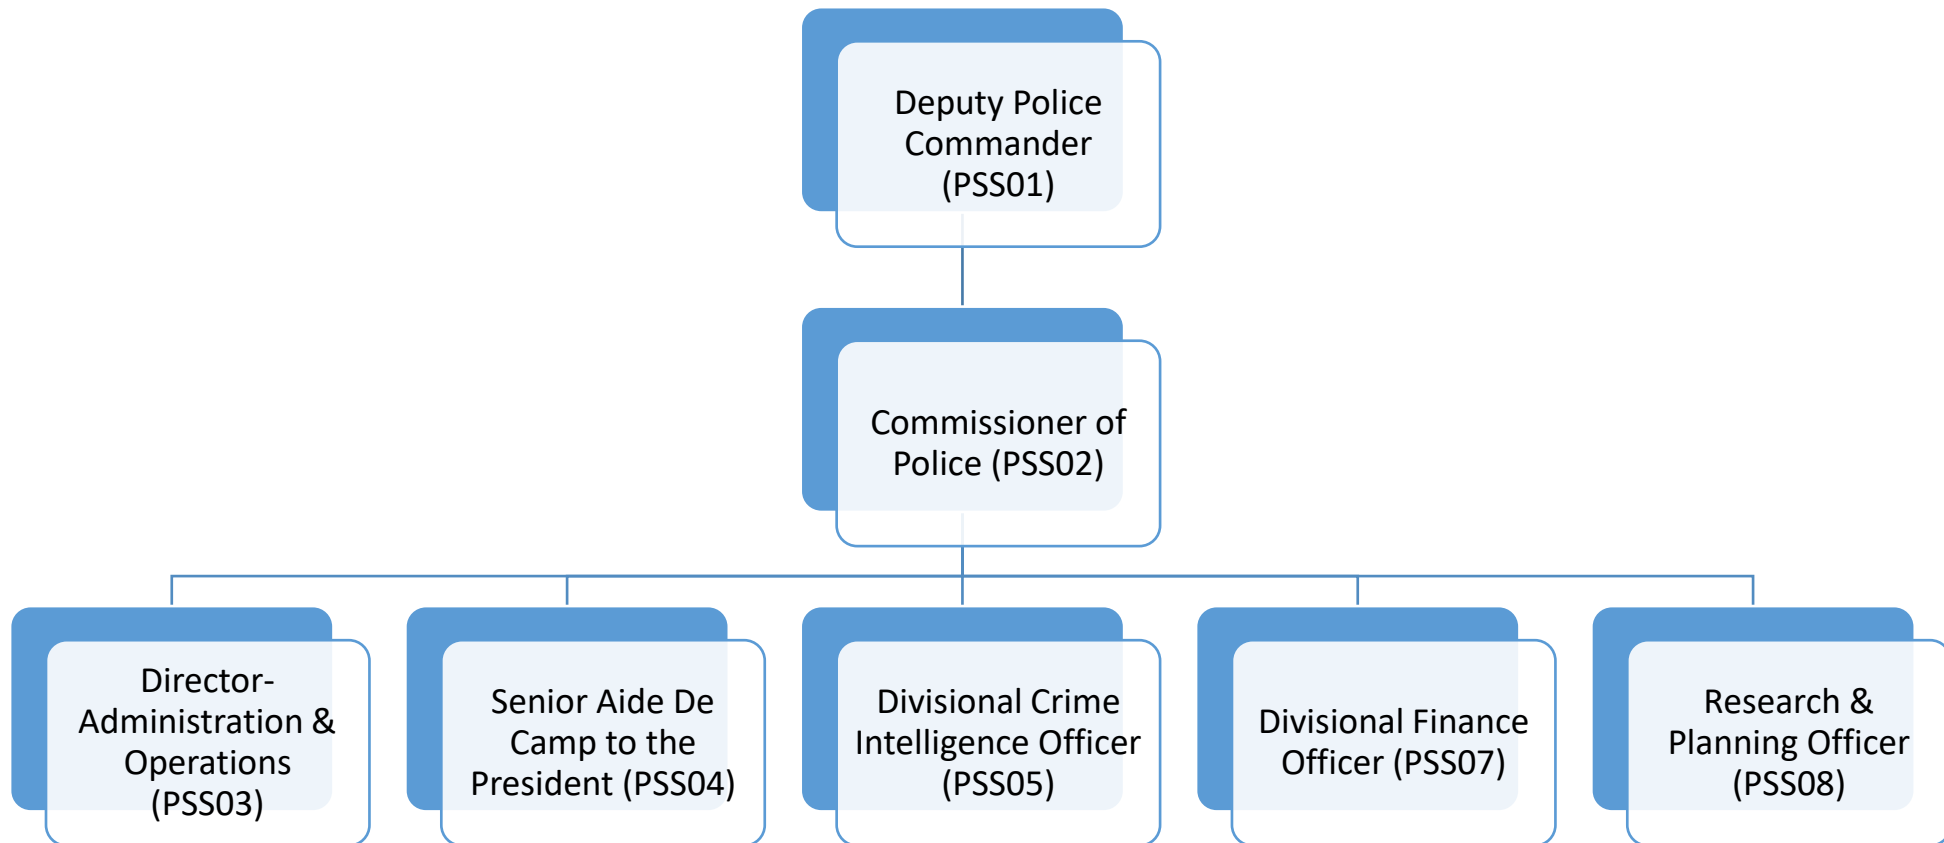 Deputy Police
Commander
(PSS01)
Commissioner of
Police (PSS02)
Director-
Administration &
Operations
(PSS03)
Senior Aide De
Camp to the
President (PSS04)
Divisional Crime
Intelligence Officer
(PSS05)
Divisional Finance
Officer (PSS07)
Research &
Planning Officer
(PSS08)